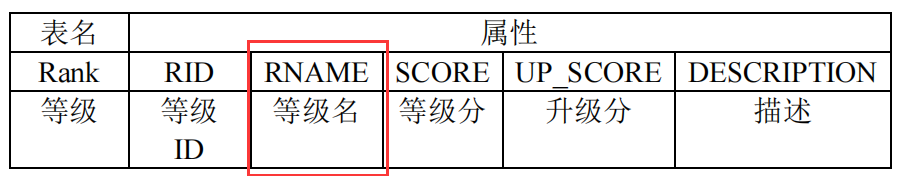 表名 属性
Rank RID RNAME SCORE UP_SCORE DESCRIPTION
等级 等级 等级名 等级分 升级分 描述
ID